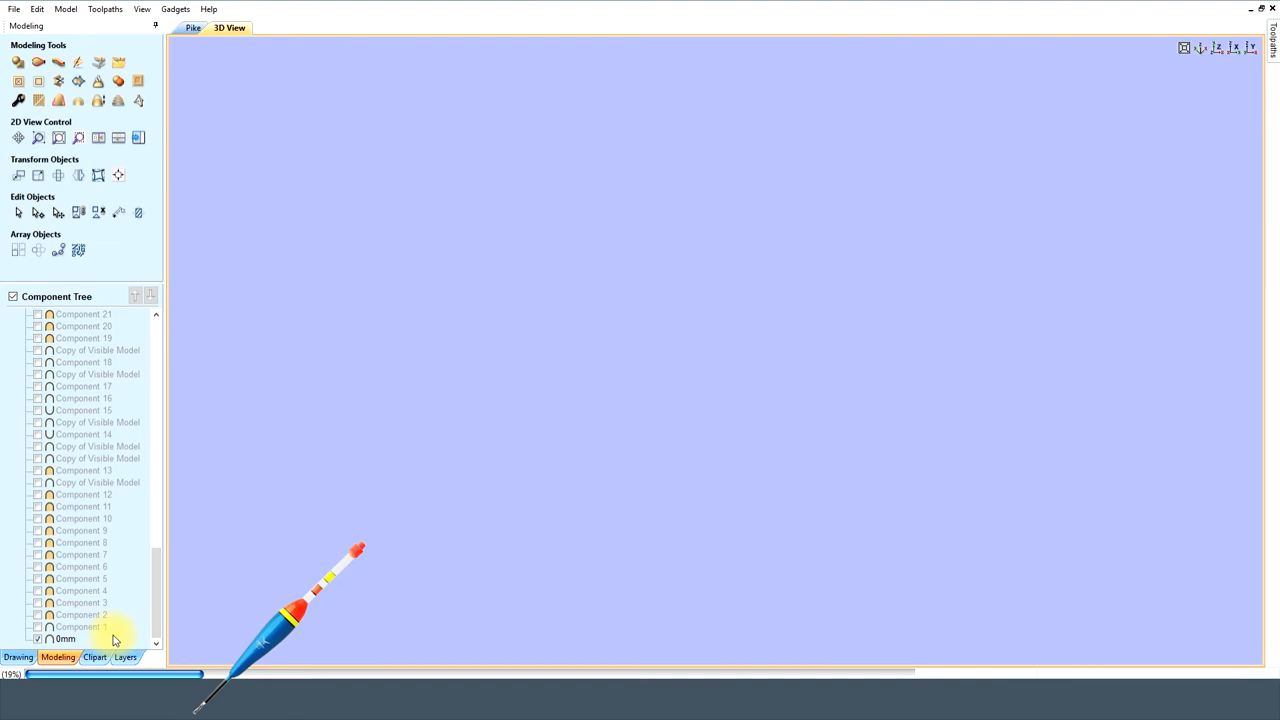 File Edit Model Toolpaths View Gadgets Help
Modeling
Pike 3D View
Toolpaths
Modeling Tools
2D View Control
Transform Objects
Edit Objects
Array Objects
Component Tree
Component 21
Component 20
Component 19
Copy of Visible Model
Component 18
Copy of Visible Model
Component 17
Component 16
Component 15
Copy of Visible Model
Component 14
Copy of Visible Model
Copy of Visible Model
Component 13
Copy of Visible Model
Component 12
Component 11
Component 10
Component 9
Component 8
Component 7
Component 6
Component 5
Component 4
Component 3
Component 2
Component 1
0mm
Drawing Modeling Clipart Layers
(19%)